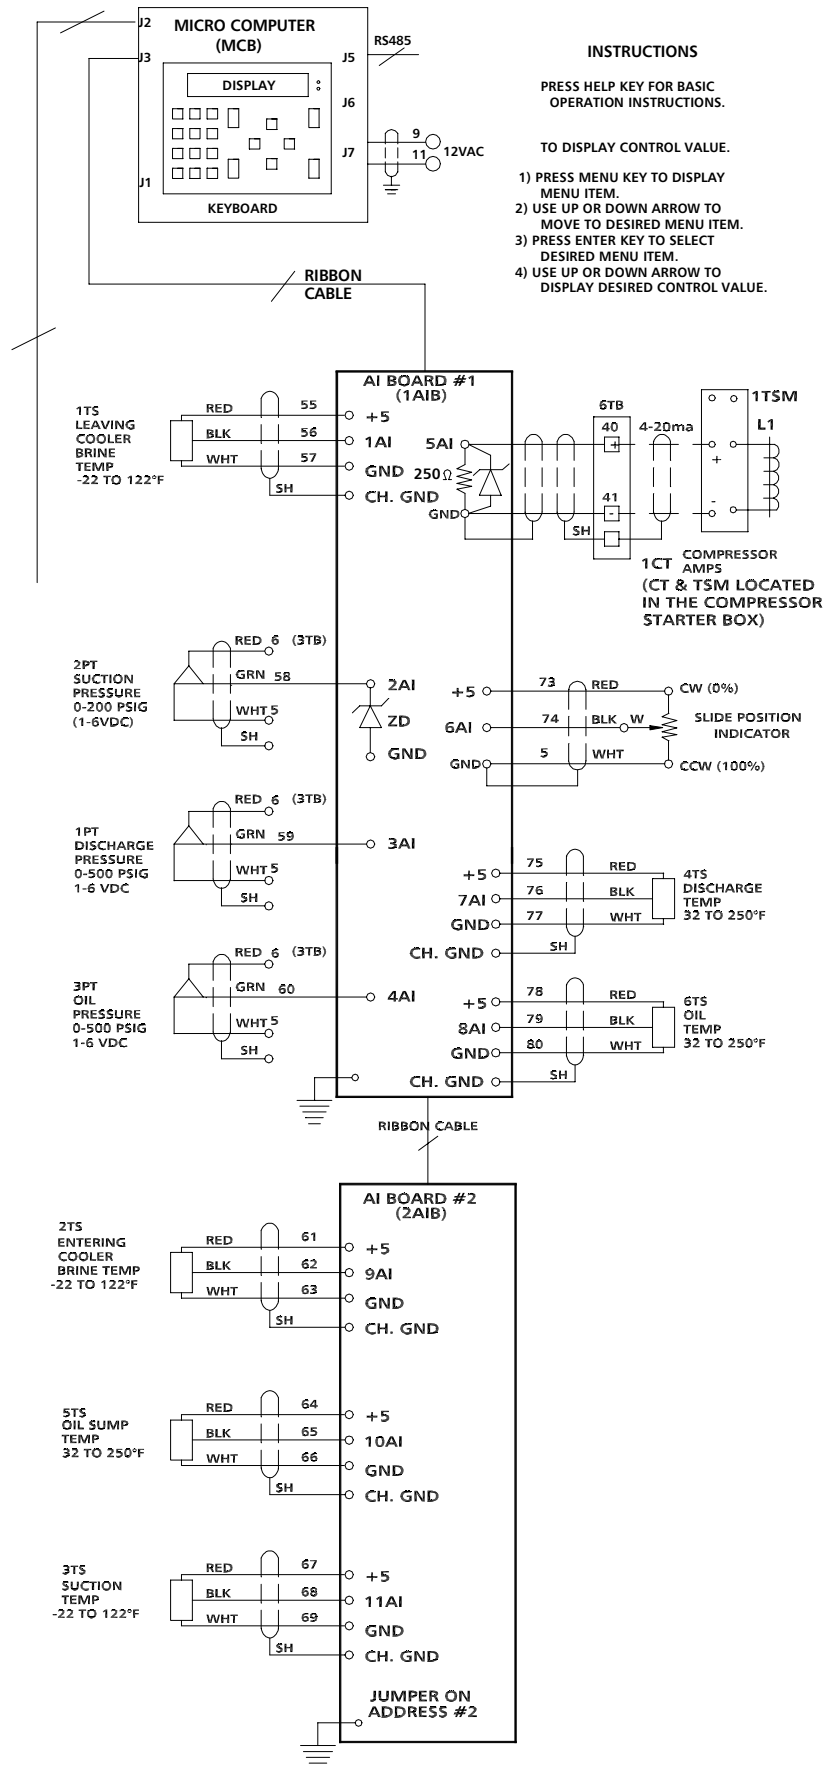 J2
MICRO COMPUTER
(MCB)
J3
J5
RS485
DISPLAY
J6
9
J7
12VAC
11
J1
KEYBOARD
INSTRUCTIONS
PRESS HELP KEY FOR BASIC
OPERATION INSTRUCTIONS.
TO DISPLAY CONTROL VALUE.
1) PRESS MENU KEY TO DISPLAY
MENU ITEM.
2) USE UP OR DOWN ARROW TO
MOVE TO DESIRED MENU ITEM.
3) PRESS ENTER KEY TO SELECT
DESIRED MENU ITEM.
4) USE UP OR DOWN ARROW TO
DISPLAY DESIRED CONTROL VALUE.
RIBBON
CABLE
AI BOARD #1
(1AIB)
1TS
LEAVING
COOLER
BRINE
TEMP
-22 TO 122°F
RED 55 +5
BLK 56 1AI
WHT 57 GND
SH CH. GND
5AI
250Ω
GND
6TB
40
+
4-20ma
41
-
SH
1TSM
L1
+
-
1CT COMPRESSOR
AMPS
(CT & TSM LOCATED
IN THE COMPRESSOR
STARTER BOX)
2PT
SUCTION
PRESSURE
0-200 PSIG
(1-6VDC)
RED 6 (3TB)
GRN 58 2AI
WHT 5
SH
ZD
GND
+5 73 RED CW (0%)
6AI 74 BLK W
SLIDE POSITION
INDICATOR
GND 5 WHT CCW (100%)
1PT
DISCHARGE
PRESSURE
0-500 PSIG
1-6 VDC
RED 6 (3TB)
GRN 59 3AI
WHT 5
SH
+5 75 RED
7AI 76 BLK
GND 77 WHT
CH. GND SH
4TS
DISCHARGE
TEMP
32 TO 250°F
3PT
OIL
PRESSURE
0-500 PSIG
1-6 VDC
RED 6 (3TB)
GRN 60 4AI
WHT 5
SH
+5 78 RED
8AI 79 BLK
GND 80 WHT
CH. GND SH
6TS
OIL
TEMP
32 TO 250°F
RIBBON CABLE
AI BOARD #2
(2AIB)
2TS
ENTERING
COOLER
BRINE TEMP
-22 TO 122°F
RED 61 +5
BLK 62 9AI
WHT 63 GND
SH CH. GND
5TS
OIL SUMP
TEMP
32 TO 250°F
RED 64 +5
BLK 65 10AI
WHT 66 GND
SH CH. GND
3TS
SUCTION
TEMP
-22 TO 122°F
RED 67 +5
BLK 68 11AI
WHT 69 GND
SH CH. GND
JUMPER ON
ADDRESS #2